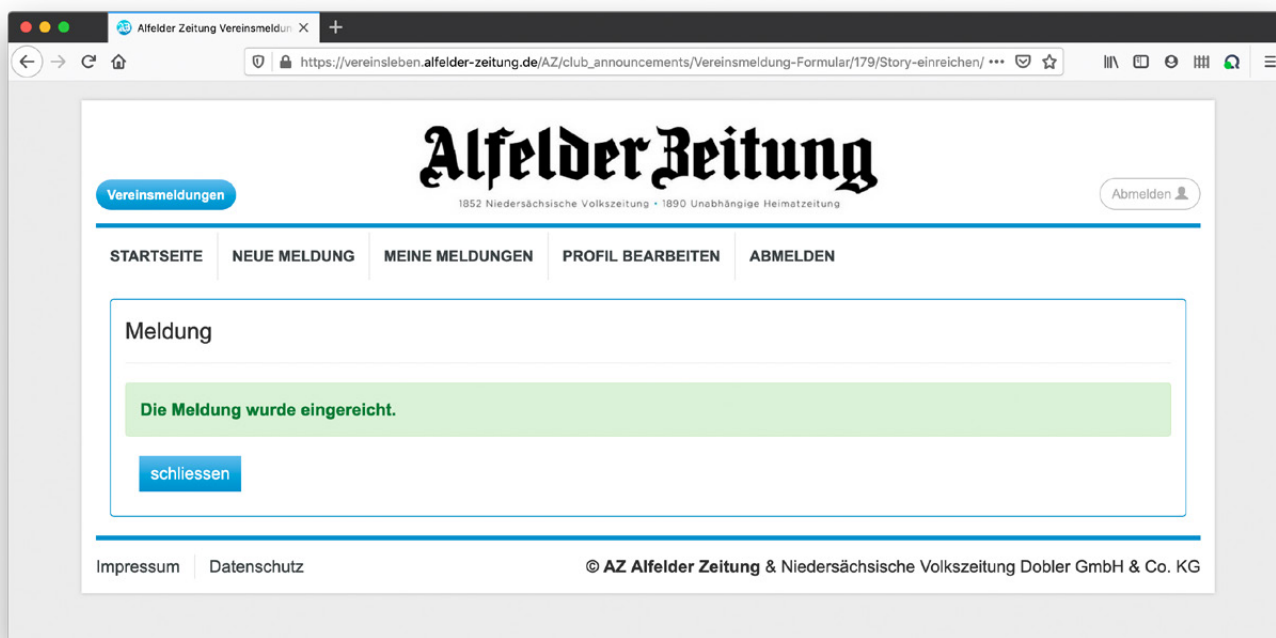 Alfelder Zeitung Vereinsmeldun
https://vereinsleben.alfelder-zeitung.de/AZ/club_announcements/Vereinsmeldung-Formular/179/Story-einreichen/
Alfelder Zeitung
Vereinsmeldungen
1852 Niedersächsische Volkszeitung • 1890 Unabhängige Heimatzeitung
Abmelden
STARTSEITE NEUE MELDUNG MEINE MELDUNGEN PROFIL BEARBEITEN ABMELDEN
Meldung
Die Meldung wurde eingereicht.
schliessen
Impressum Datenschutz © AZ Alfelder Zeitung & Niedersächsische Volkszeitung Dobler GmbH & Co. KG